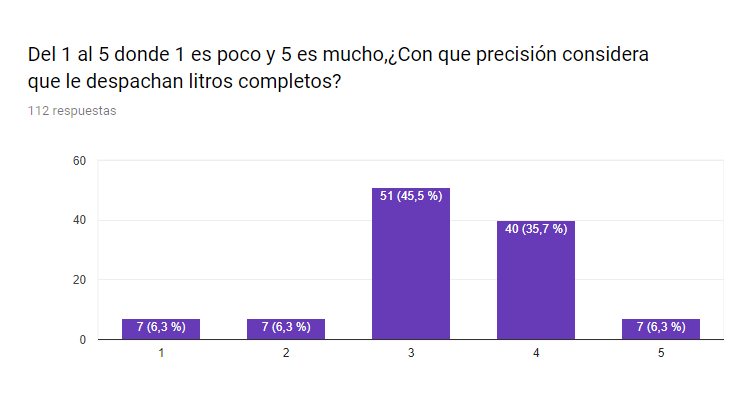 Del 1 al 5 donde 1 es poco y 5 es mucho,¿Con que precisión considera
que le despachan litros completos?
112 respuestas
60
40
20
0
51 (45,5 %)
40 (35,7 %)
7 (6,3 %)
7 (6,3 %)
7 (6,3 %)
1
2
3
4
5